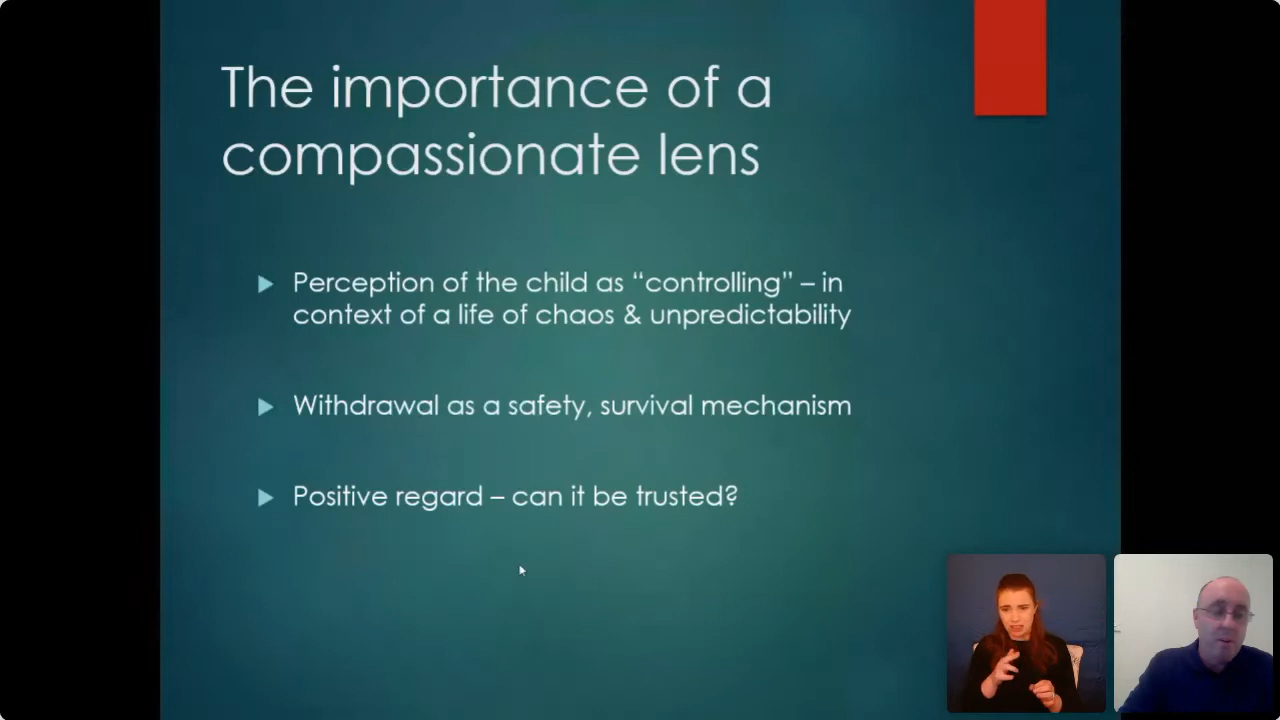 The importance of a
compassionate lens
Perception of the child as “controlling” – in
context of a life of chaos & unpredictability
Withdrawal as a safety, survival mechanism
Positive regard – can it be trusted?